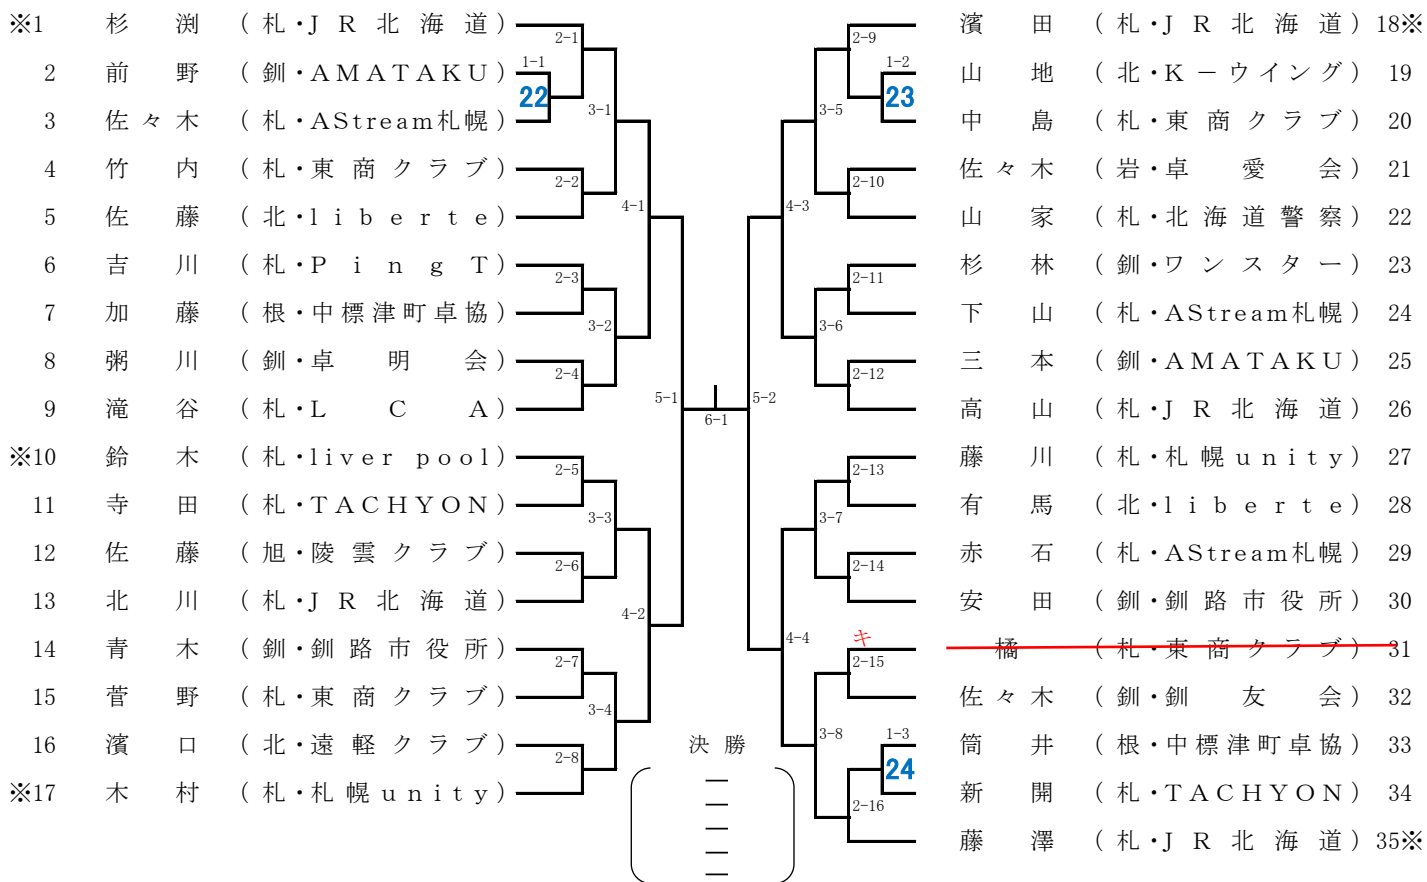 ※1 杉渕 (札・JR北海道)
2-1
1-1
2 前野 (釧・AMATAKU)
22
3-1
3 佐々木 (札・AStream札幌)
4 竹内 (札・東商クラブ)
2-2
4-1
5 佐藤 (北・liberte)
6 吉川 (札・PingT)
2-3
7 加藤 (根・中標津町卓協)
3-2
8 粥川 (釧・卓明会)
2-4
5-1
9 滝谷 (札・LCA)
※10 鈴木 (札・liver pool)
2-5
11 寺田 (札・TACHYON)
3-3
12 佐藤 (旭・陵雲クラブ)
2-6
13 北川 (札・JR北海道)
4-2
14 青木 (釧・釧路市役所)
2-7
15 菅野 (札・東商クラブ)
3-4
16 濱口 (北・遠軽クラブ)
2-8
※17 木村 (札・札幌unity)
6-1
決勝
—
—
—
—
—
濱田 (札・JR北海道) 18※
2-9
1-2
山地 (北・K－ウイング) 19
23
3-5
中島 (札・東商クラブ) 20
佐々木 (岩・卓愛会) 21
2-10
4-3
山家 (札・北海道警察) 22
杉林 (釧・ワンスター) 23
2-11
下山 (札・AStream札幌) 24
3-6
三本 (釧・AMATAKU) 25
2-12
5-2
高山 (札・JR北海道) 26
藤川 (札・札幌unity) 27
2-13
有馬 (北・liberte) 28
3-7
赤石 (札・AStream札幌) 29
2-14
安田 (釧・釧路市役所) 30
4-4
キ
橘 (札・東商クラブ) 31
2-15
佐々木 (釧・釧友会) 32
3-8
1-3
筒井 (根・中標津町卓協) 33
24
新開 (札・TACHYON) 34
2-16
藤澤 (札・JR北海道) 35※